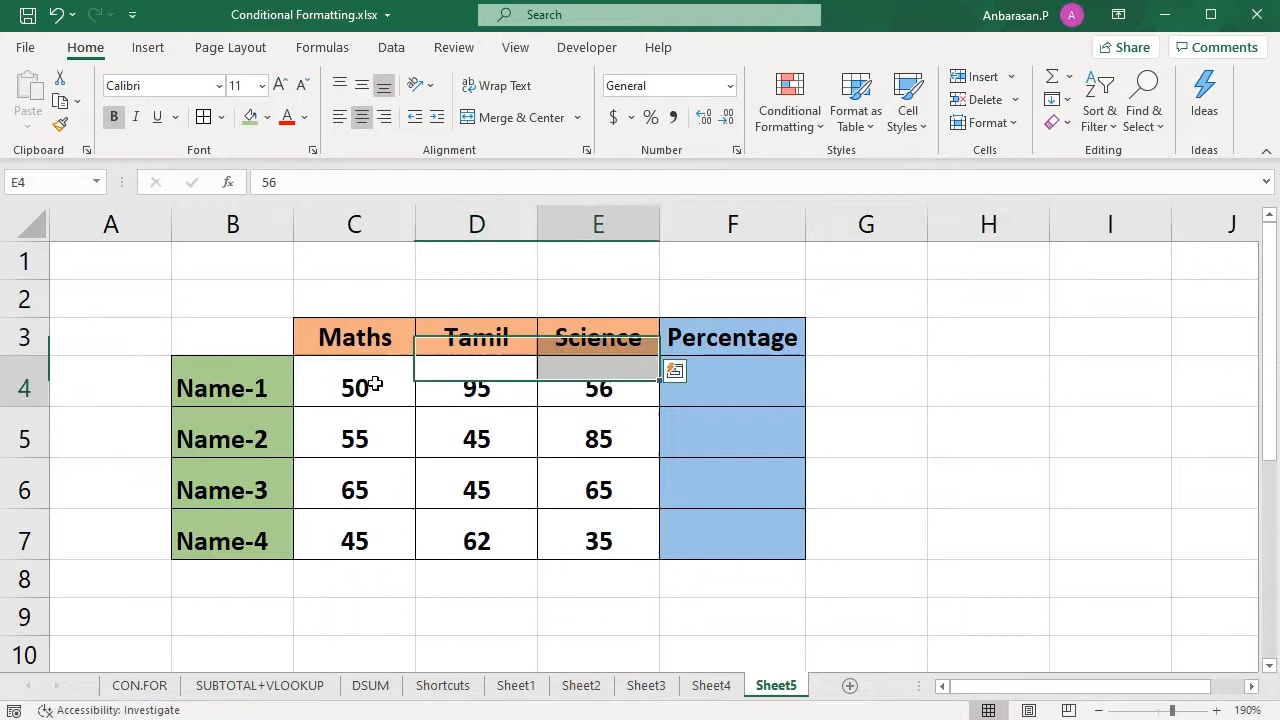 Conditional Formatting.xlsx
Search
Anbarasan.P
A
File Home Insert Page Layout Formulas Data Review View Developer Help
Share
Comments
Paste
Clipboard
Calibri
11
B I U
Font
Wrap Text
Merge & Center
Alignment
General
$ % ,
Number
Conditional Formatting
Format as Table
Cell Styles
Styles
Insert
Delete
Format
Cells
Sort & Filter
Find & Select
Editing
Ideas
Ideas
E4
fx
56
A B C D E F G H I J
1
2
3 Maths Tamil Science Percentage
4 Name-1 50 95 56
5 Name-2 55 45 85
6 Name-3 65 45 65
7 Name-4 45 62 35
8
9
10
CON.FOR SUBTOTAL+VLOOKUP DSUM Shortcuts Sheet1 Sheet2 Sheet3 Sheet4 Sheet5
Accessibility: Investigate
190%